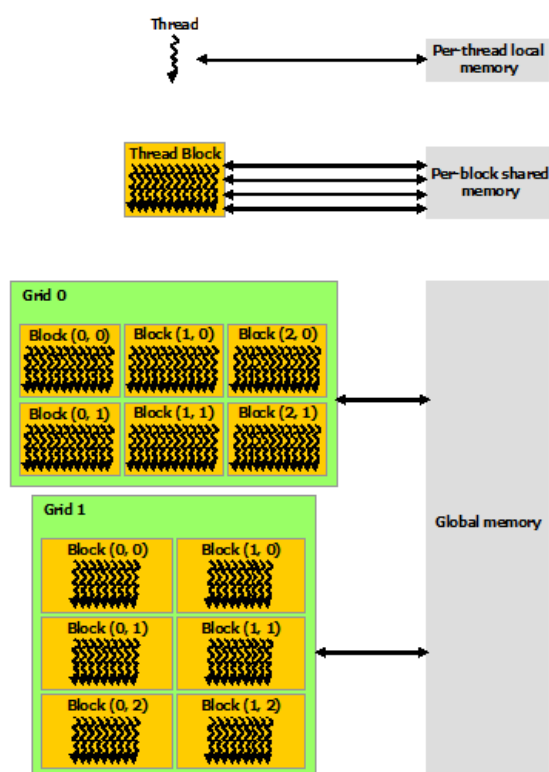 Thread
Per-thread local
memory
Thread Block
Per-block shared
memory
Grid 0
Block (0, 0)
Block (1, 0)
Block (2, 0)
Block (0, 1)
Block (1, 1)
Block (2, 1)
Grid 1
Global memory
Block (0, 0)
Block (1, 0)
Block (0, 1)
Block (1, 1)
Block (0, 2)
Block (1, 2)